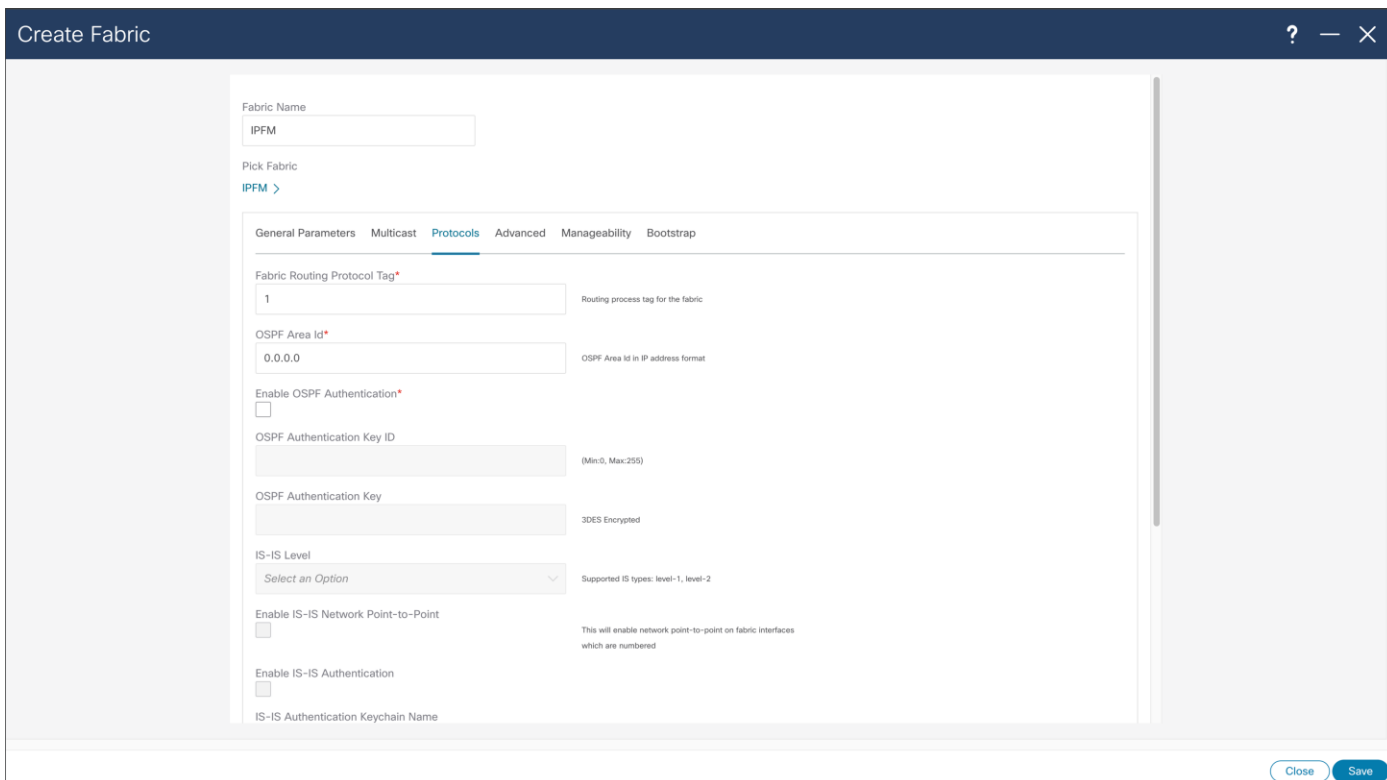 Create Fabric
?
Fabric Name
IPFM
Pick Fabric
IPFM >
General Parameters Multicast Protocols Advanced Manageability Bootstrap
Fabric Routing Protocol Tag*
1
Routing process tag for the fabric
OSPF Area Id*
0.0.0.0
OSPF Area Id in IP address format
Enable OSPF Authentication*
OSPF Authentication Key ID
(Min:0, Max:255)
OSPF Authentication Key
3DES Encrypted
IS-IS Level
Select an Option
Supported IS types: level-1, level-2
Enable IS-IS Network Point-to-Point
This will enable network point-to-point on fabric interfaces
which are numbered
Enable IS-IS Authentication
IS-IS Authentication Keychain Name
Close Save